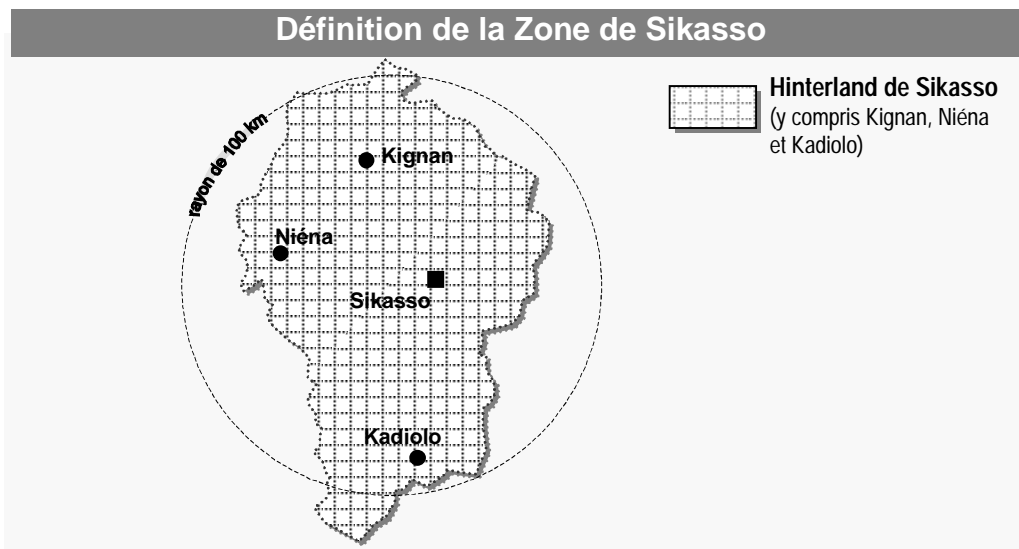 Définition de la Zone de Sikasso
Hinterland de Sikasso
(y compris Kignan, Niéna
et Kadiolo)
rayon de 100 km
Kignan
Niéna
Sikasso
Kadiolo